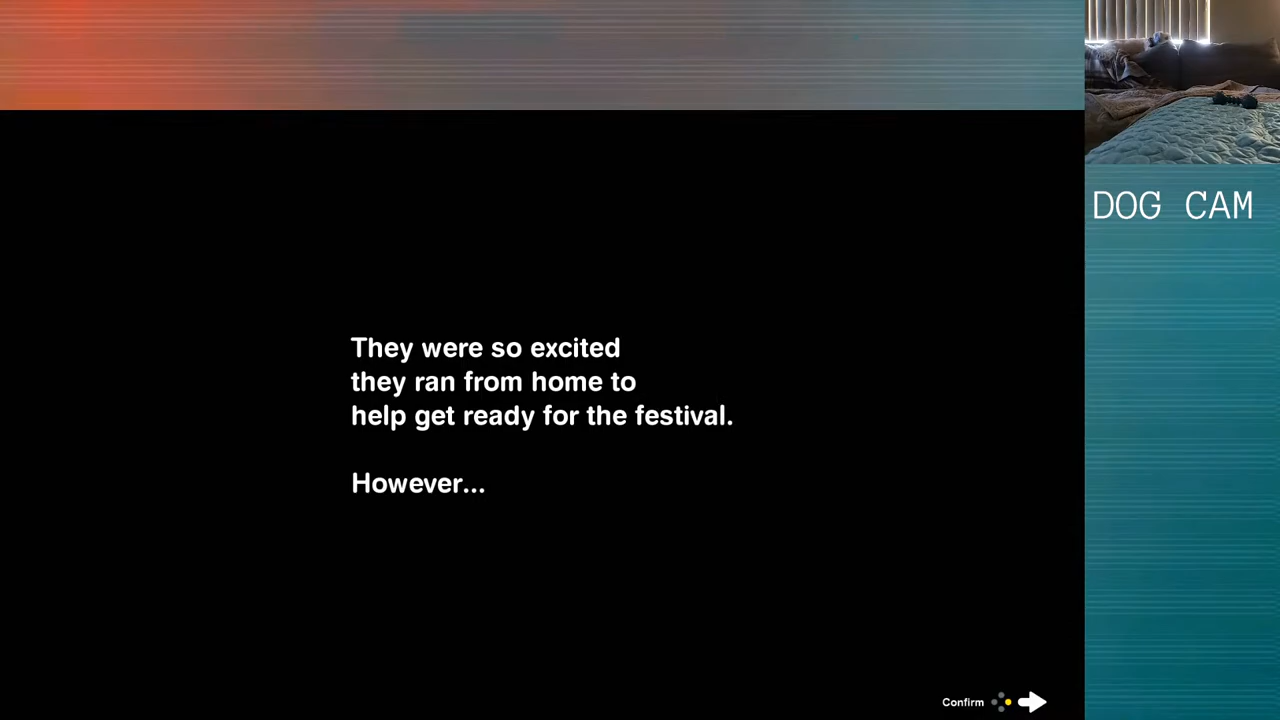 DOG CAM
They were so excited
they ran from home to
help get ready for the festival.
However...
Confirm